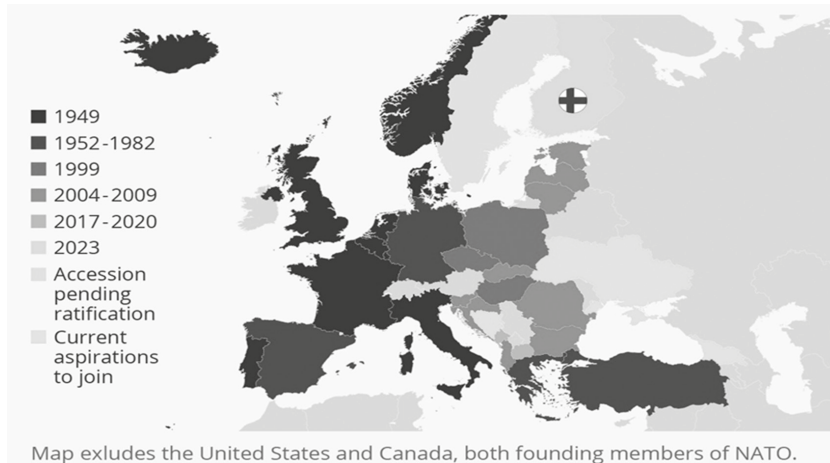 1949
1952-1982
1999
2004-2009
2017-2020
2023
Accession
pending
ratification
Current
aspirations
to join
Map exludes the United States and Canada, both founding members of NATO.